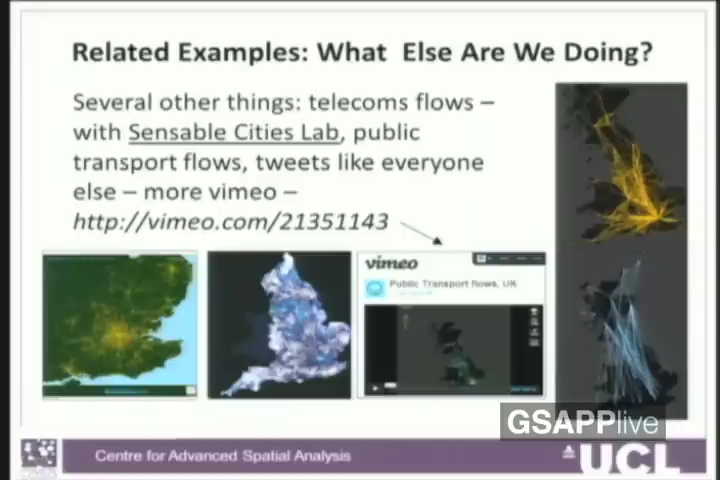 Related Examples: What Else Are We Doing?
Several other things: telecoms flows –
with Sensable Cities Lab, public
transport flows, tweets like everyone
else – more vimeo –
http://vimeo.com/21351143
vimeo
Public Transport flows, UK
GSAPPlive
Centre for Advanced Spatial Analysis
UCL